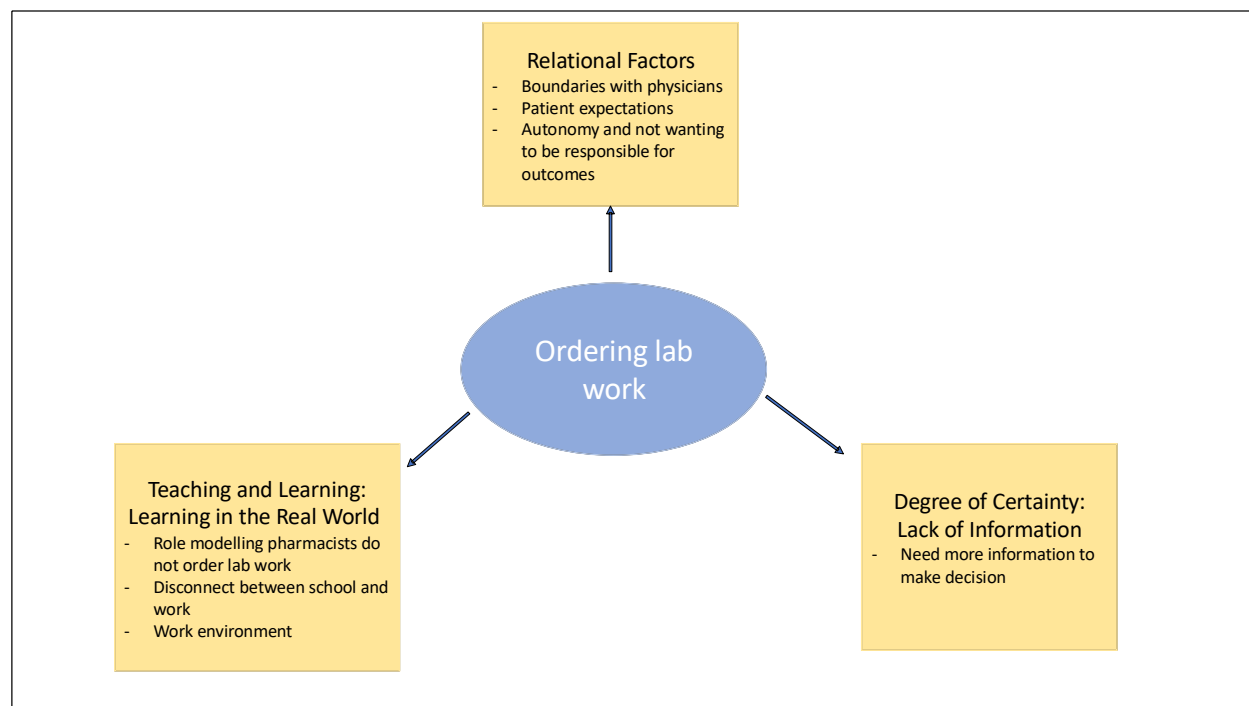 Relational Factors
- Boundaries with physicians
- Patient expectations
- Autonomy and not wanting
to be responsible for
outcomes
Ordering lab
work
Teaching and Learning:
Learning in the Real World
- Role modelling pharmacists do
not order lab work
- Disconnect between school and
work
- Work environment
Degree of Certainty:
Lack of Information
- Need more information to
make decision